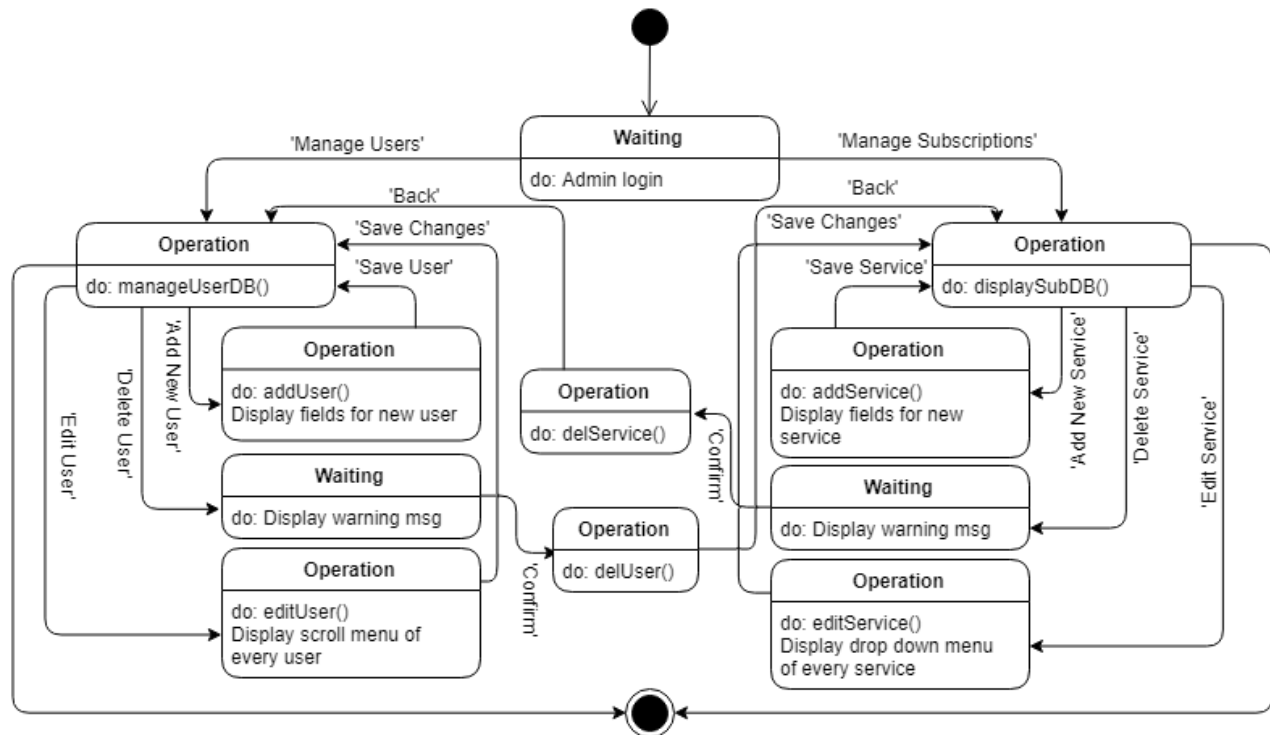 Waiting
do: Admin login
'Manage Users'
'Manage Subscriptions'
'Back'
'Back'
'Save Changes'
'Save Changes'
Operation
do: manageUserDB()
Operation
do: displaySubDB()
'Save User'
'Save Service'
'Add New User'
'Delete User'
'Edit User'
Operation
do: addUser()
Display fields for new user
Waiting
do: Display warning msg
Operation
do: editUser()
Display scroll menu of
every user
Operation
do: delService()
'Confirm'
Operation
do: delUser()
'Confirm'
Operation
do: addService()
Display fields for new
service
Waiting
do: Display warning msg
Operation
do: editService()
Display drop down menu
of every service
'Add New Service'
'Delete Service'
'Edit Service'